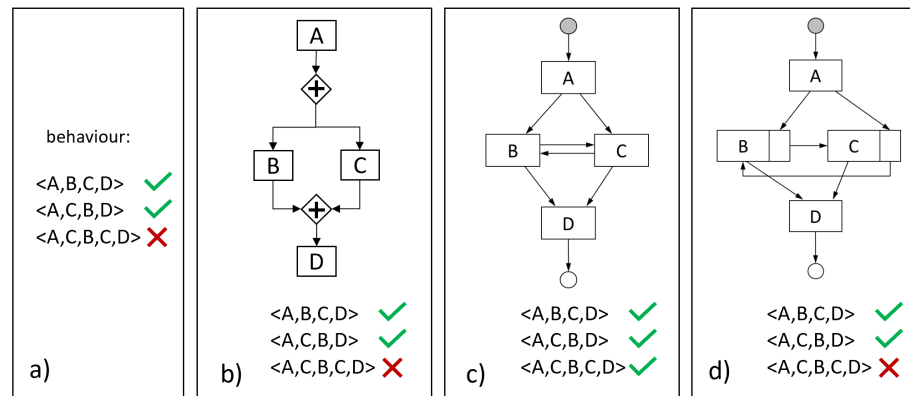 behaviour:
<A,B,C,D>
<A,C,B,D>
<A,C,B,C,D>
a)
A
B
C
D
<A,B,C,D>
<A,C,B,D>
<A,C,B,C,D>
b)
A
B
C
D
<A,B,C,D>
<A,C,B,D>
<A,C,B,C,D>
c)
A
B
C
D
<A,B,C,D>
<A,C,B,D>
<A,C,B,C,D>
d)